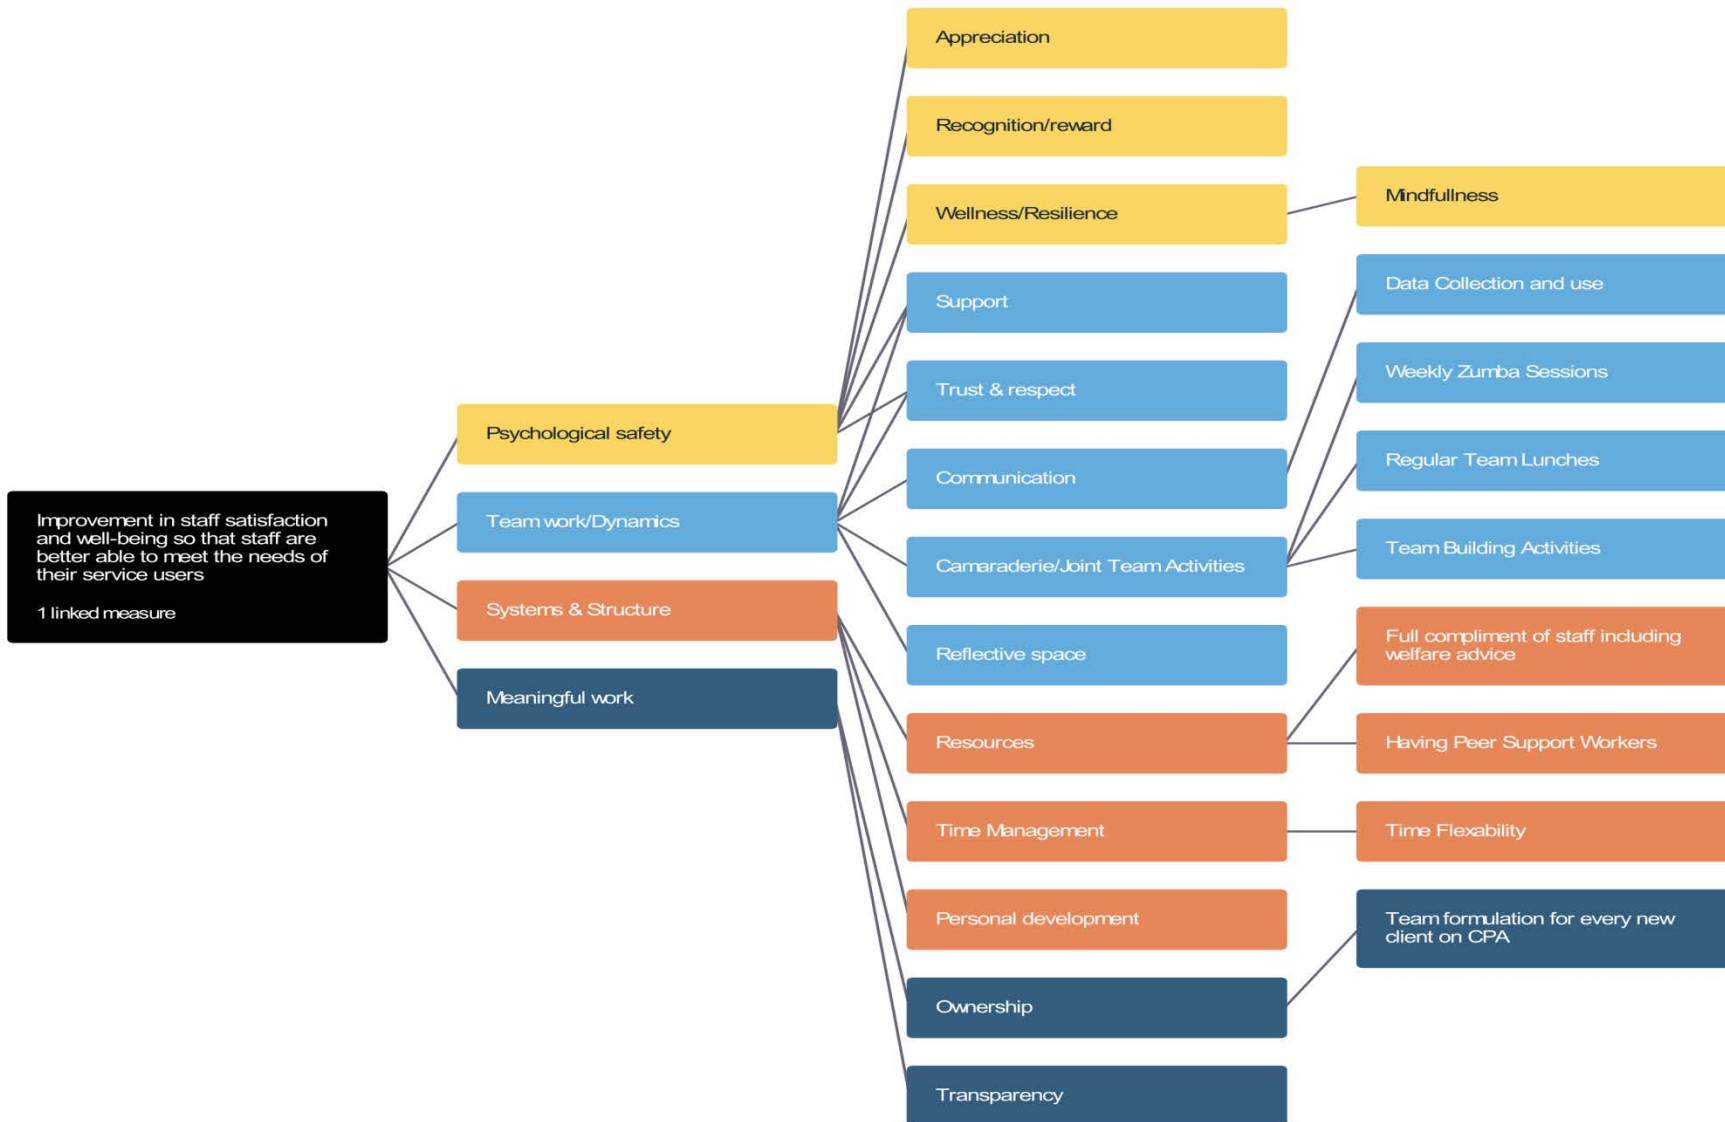 Improvement in staff satisfaction
and well-being so that staff are
better able to meet the needs of
their service users
1 linked measure
Psychological safety
Team work/Dynamics
Systems & Structure
Meaningful work
Appreciation
Recognition/reward
Wellness/Resilience
Support
Trust & respect
Communication
Camaraderie/Joint Team Activities
Reflective space
Resources
Time Management
Personal development
Ownership
Transparency
Mindfullness
Data Collection and use
Weekly Zumba Sessions
Regular Team Lunches
Team Building Activities
Full compliment of staff including
welfare advice
Having Peer Support Workers
Time Flexability
Team formulation for every new
client on CPA